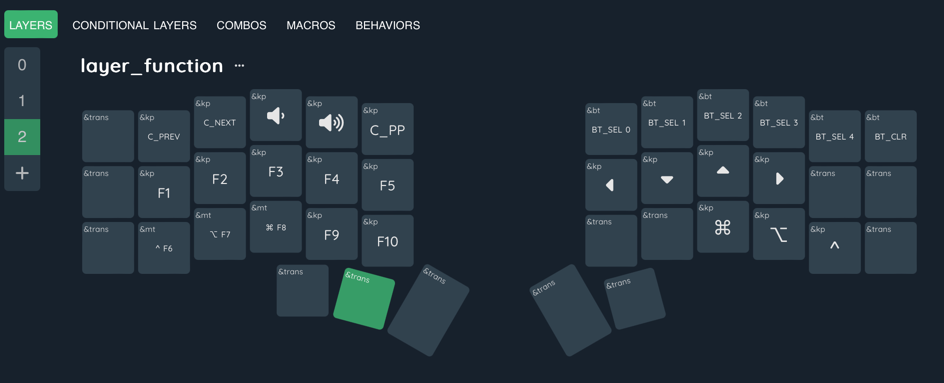 LAYERS CONDITIONAL LAYERS COMBOS MACROS BEHAVIORS
0
1
2
+
layer_function ···
&trans &kp &kp &kp &kp &kp &bt &bt &bt &bt &bt &bt
C_PREV C_NEXT C_PP BT_SEL 0 BT_SEL 1 BT_SEL 2 BT_SEL 3 BT_SEL 4 BT_CLR
&trans &kp &kp &kp &kp &kp &kp &kp &kp &kp &trans &trans
F1 F2 F3 F4 F5
&trans &mt &mt &mt &kp &kp &trans &trans &kp &kp &kp &trans
^ F6 ⌥ F7 ⌘ F8 F9 F10 ⌘ ⌥ ^
&trans &trans &trans &trans &trans